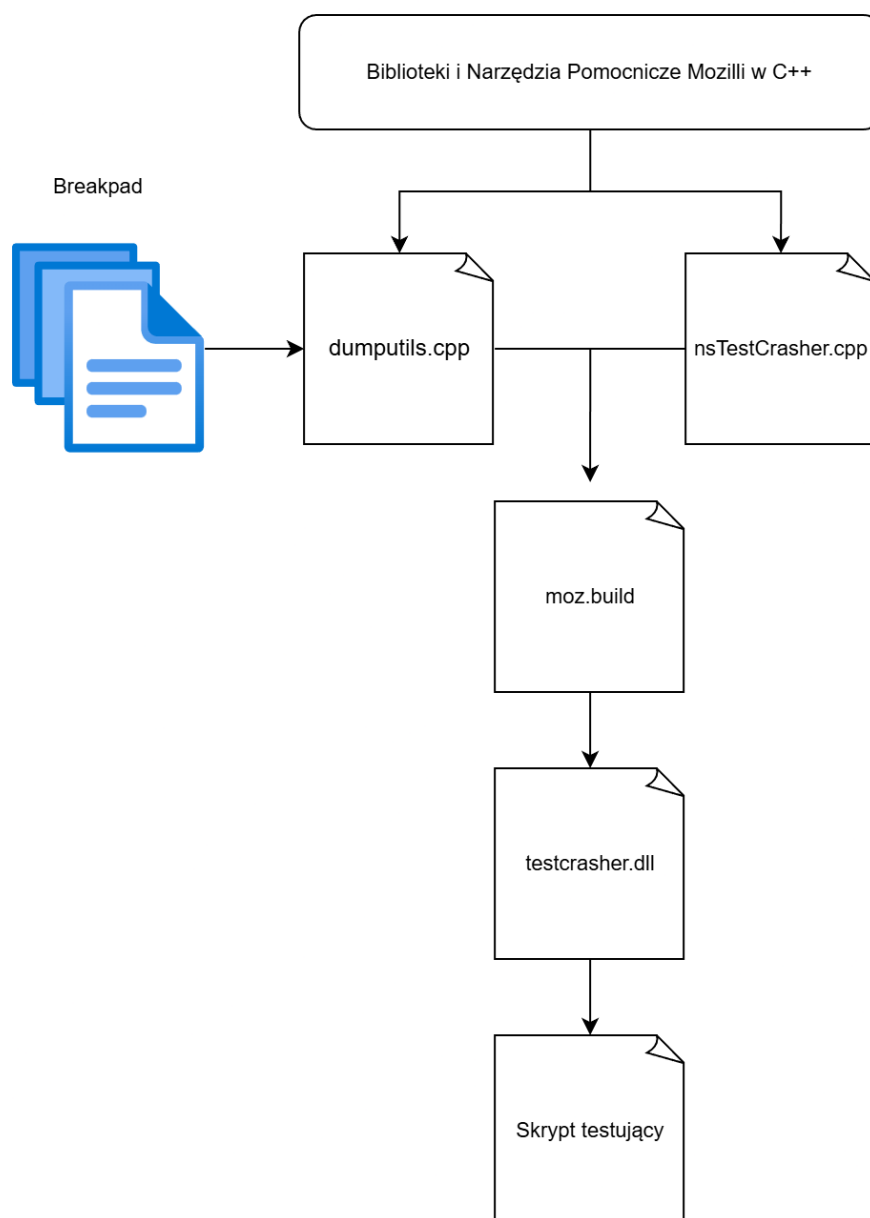 Biblioteki i Narzędzia Pomocnicze Mozilli w C++
Breakpad
dumputils.cpp
nsTestCrasher.cpp
moz.build
testcrasher.dll
Skrypt testujący